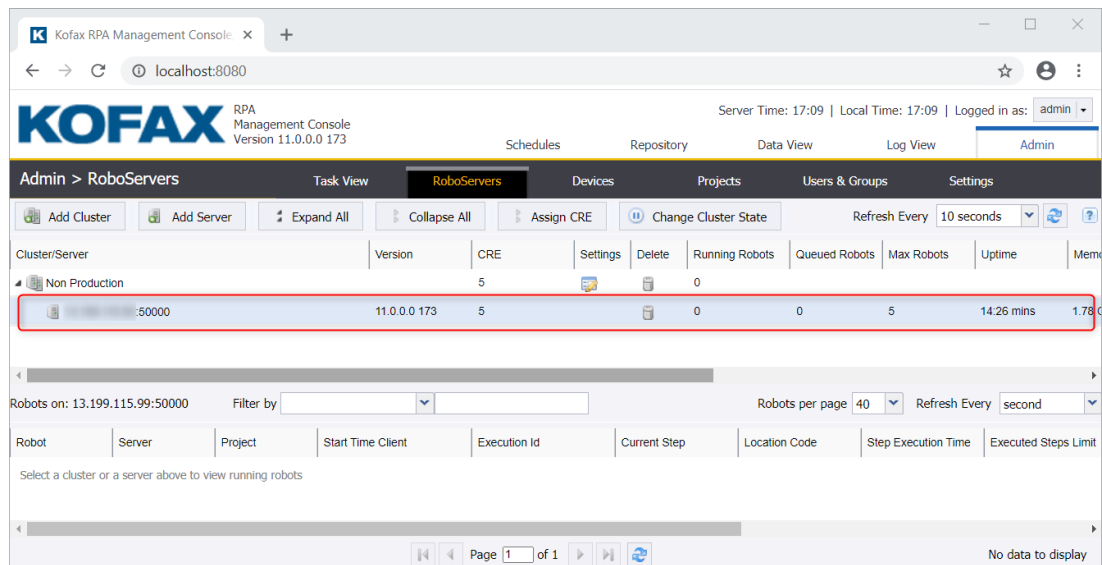 K Kofax RPA Management Console
localhost:8080
KOFAX RPA
Management Console
Version 11.0.0.0 173
Server Time: 17:09 | Local Time: 17:09 | Logged in as: admin
Schedules Repository Data View Log View Admin
Admin > RoboServers Task View RoboServers Devices Projects Users & Groups Settings
Add Cluster Add Server Expand All Collapse All Assign CRE Change Cluster State Refresh Every 10 seconds ?
Cluster/Server Version CRE Settings Delete Running Robots Queued Robots Max Robots Uptime Memo
Non Production 5 0
:50000 11.0.0.0 173 5 0 0 5 14:26 mins 1.78
Robots on: 13.199.115.99:50000 Filter by Robots per page 40 Refresh Every second
Robot Server Project Start Time Client Execution Id Current Step Location Code Step Execution Time Executed Steps Limit
Select a cluster or a server above to view running robots
Page 1 of 1 No data to display